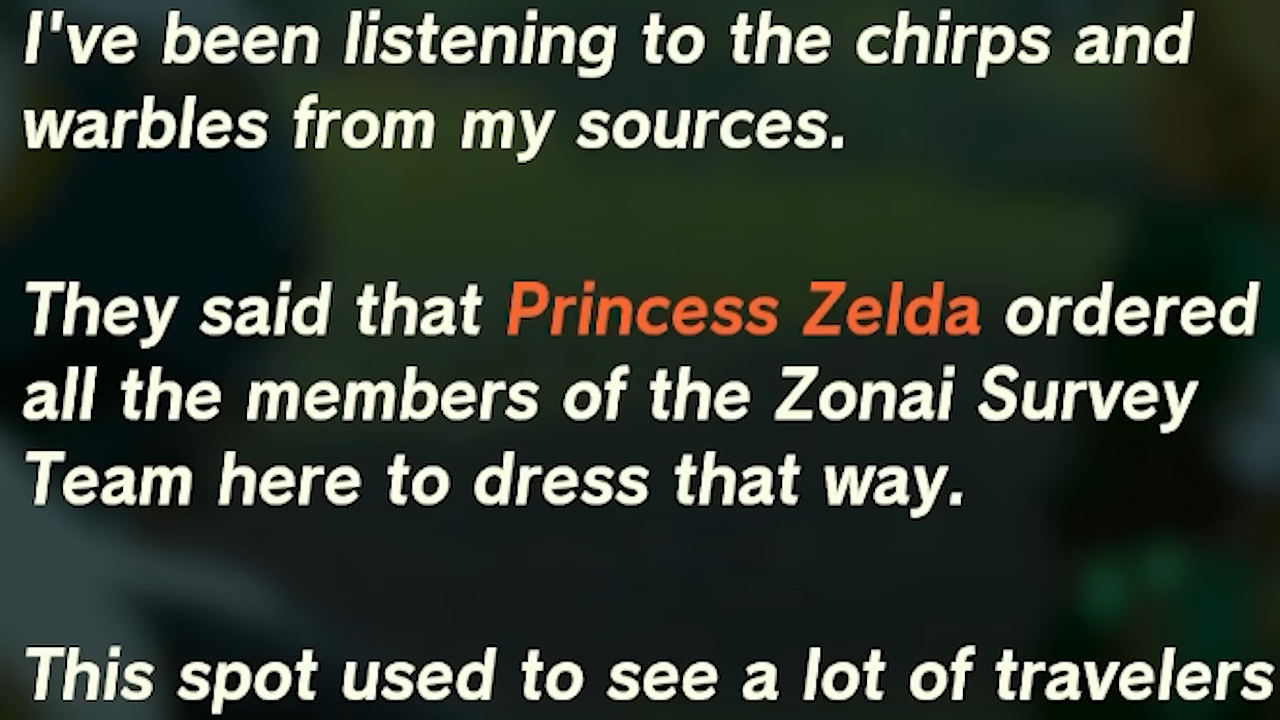 I've been listening to the chirps and
warbles from my sources.
They said that Princess Zelda ordered
all the members of the Zonai Survey
Team here to dress that way.
This spot used to see a lot of travelers